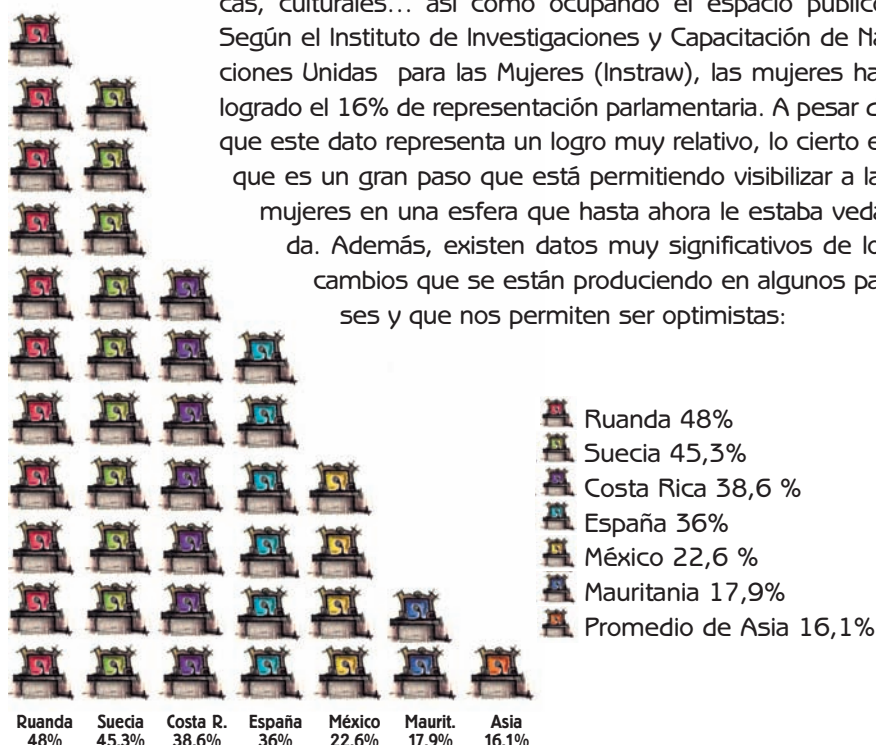 cas, culturales... así como ocupando el espacio público
Según el Instituto de Investigaciones y Capacitación de Na
ciones Unidas para las Mujeres (Instraw), las mujeres ha
logrado el 16% de representación parlamentaria. A pesar d
que este dato representa un logro muy relativo, lo cierto e
que es un gran paso que está permitiendo visibilizar a la
mujeres en una esfera que hasta ahora le estaba veda
da. Además, existen datos muy significativos de lo
cambios que se están produciendo en algunos pa
ses y que nos permiten ser optimistas:
Ruanda 48%
Suecia 45,3%
Costa Rica 38,6 %
España 36%
México 22,6 %
Mauritania 17,9%
Promedio de Asia 16,1%
Ruanda Suecia Costa R. España México Maurit. Asia
48% 45,3% 38,6% 36% 22,6% 17,9% 16,1%